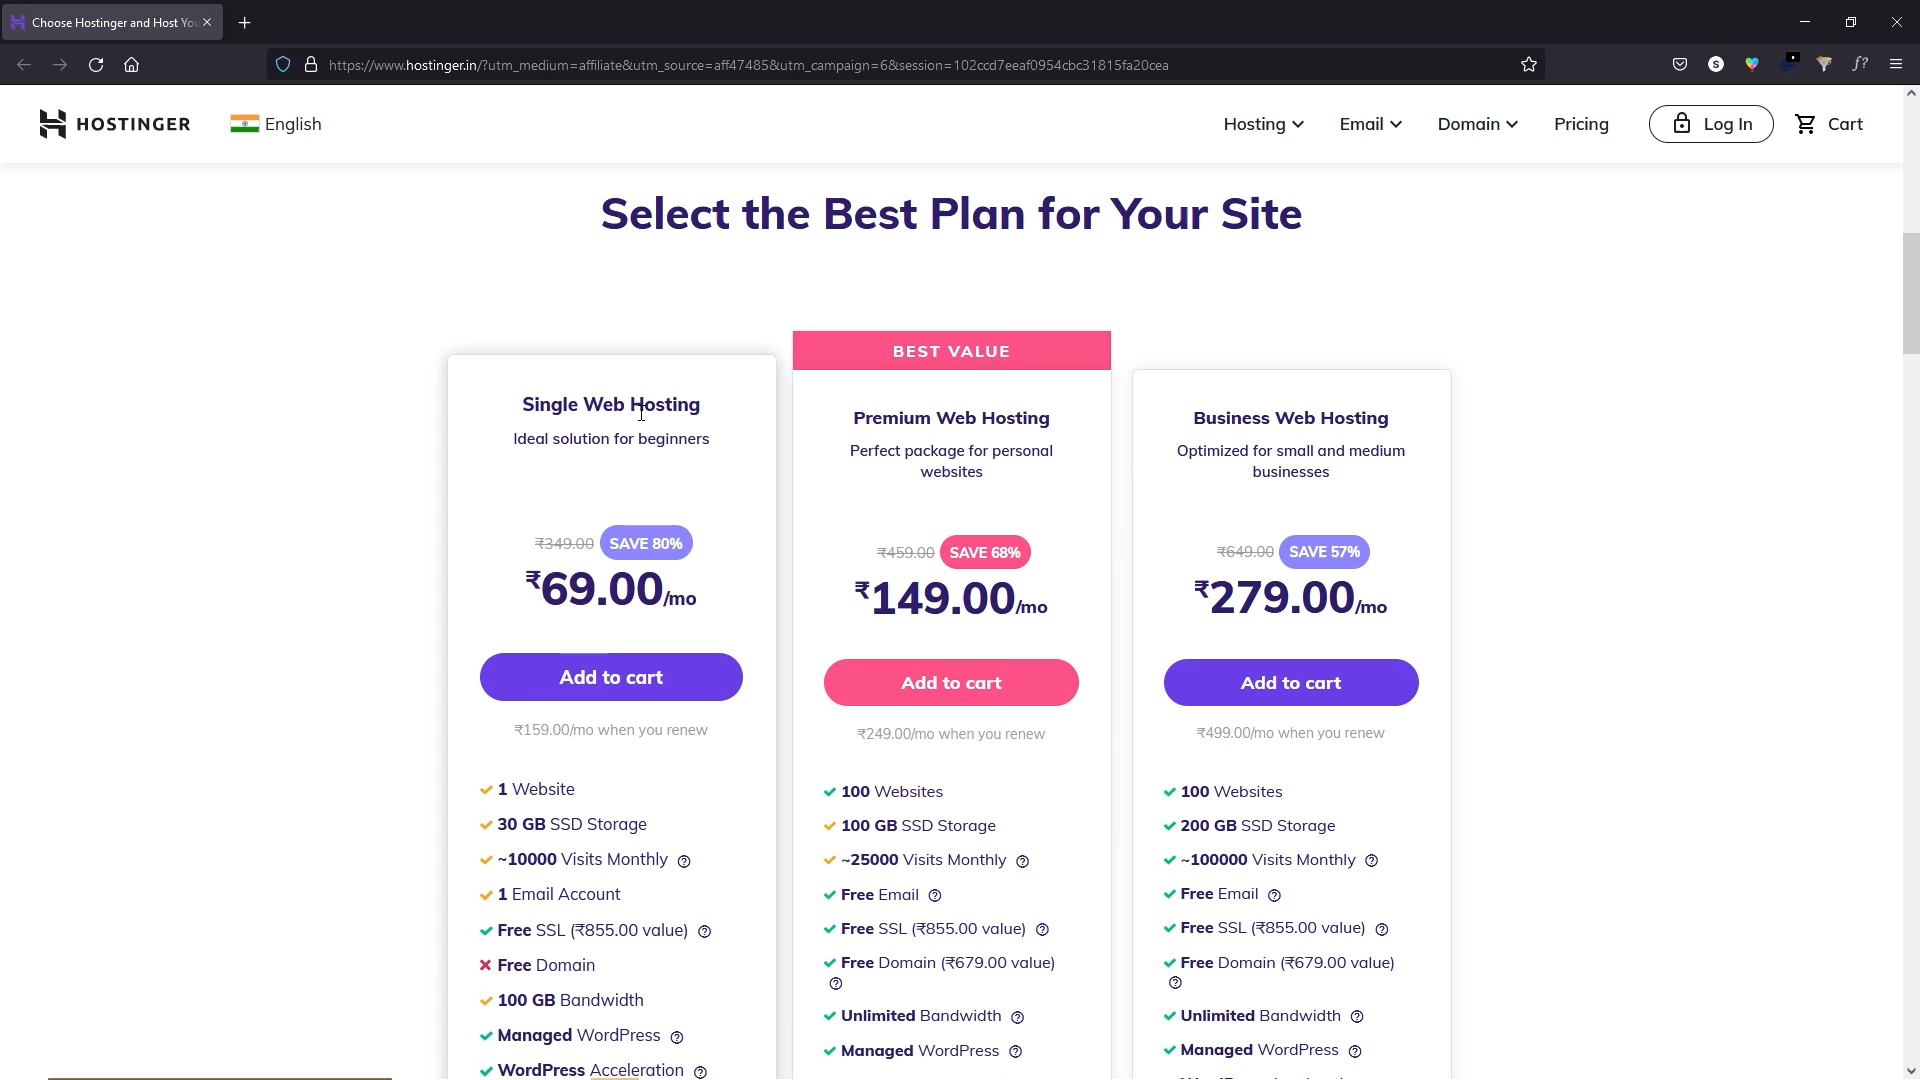 Choose Hostinger and Host You
https://www.hostinger.in/?utm_medium=affiliate&utm_source=aff47485&utm_campaign=6&session=102ccd7eeaf0954cbc31815fa20cea
HOSTINGER
English
Hosting
Email
Domain
Pricing
Log In
Cart
Select the Best Plan for Your Site
Single Web Hosting
Ideal solution for beginners
₹349.00 SAVE 80%
₹69.00/mo
Add to cart
₹159.00/mo when you renew
1 Website
30 GB SSD Storage
~10000 Visits Monthly
1 Email Account
Free SSL (₹855.00 value)
Free Domain
100 GB Bandwidth
Managed WordPress
WordPress Acceleration
BEST VALUE
Premium Web Hosting
Perfect package for personal
websites
₹459.00 SAVE 68%
₹149.00/mo
Add to cart
₹249.00/mo when you renew
100 Websites
100 GB SSD Storage
~25000 Visits Monthly
Free Email
Free SSL (₹855.00 value)
Free Domain (₹679.00 value)
Unlimited Bandwidth
Managed WordPress
Business Web Hosting
Optimized for small and medium
businesses
₹649.00 SAVE 57%
₹279.00/mo
Add to cart
₹499.00/mo when you renew
100 Websites
200 GB SSD Storage
~100000 Visits Monthly
Free Email
Free SSL (₹855.00 value)
Free Domain (₹679.00 value)
Unlimited Bandwidth
Managed WordPress